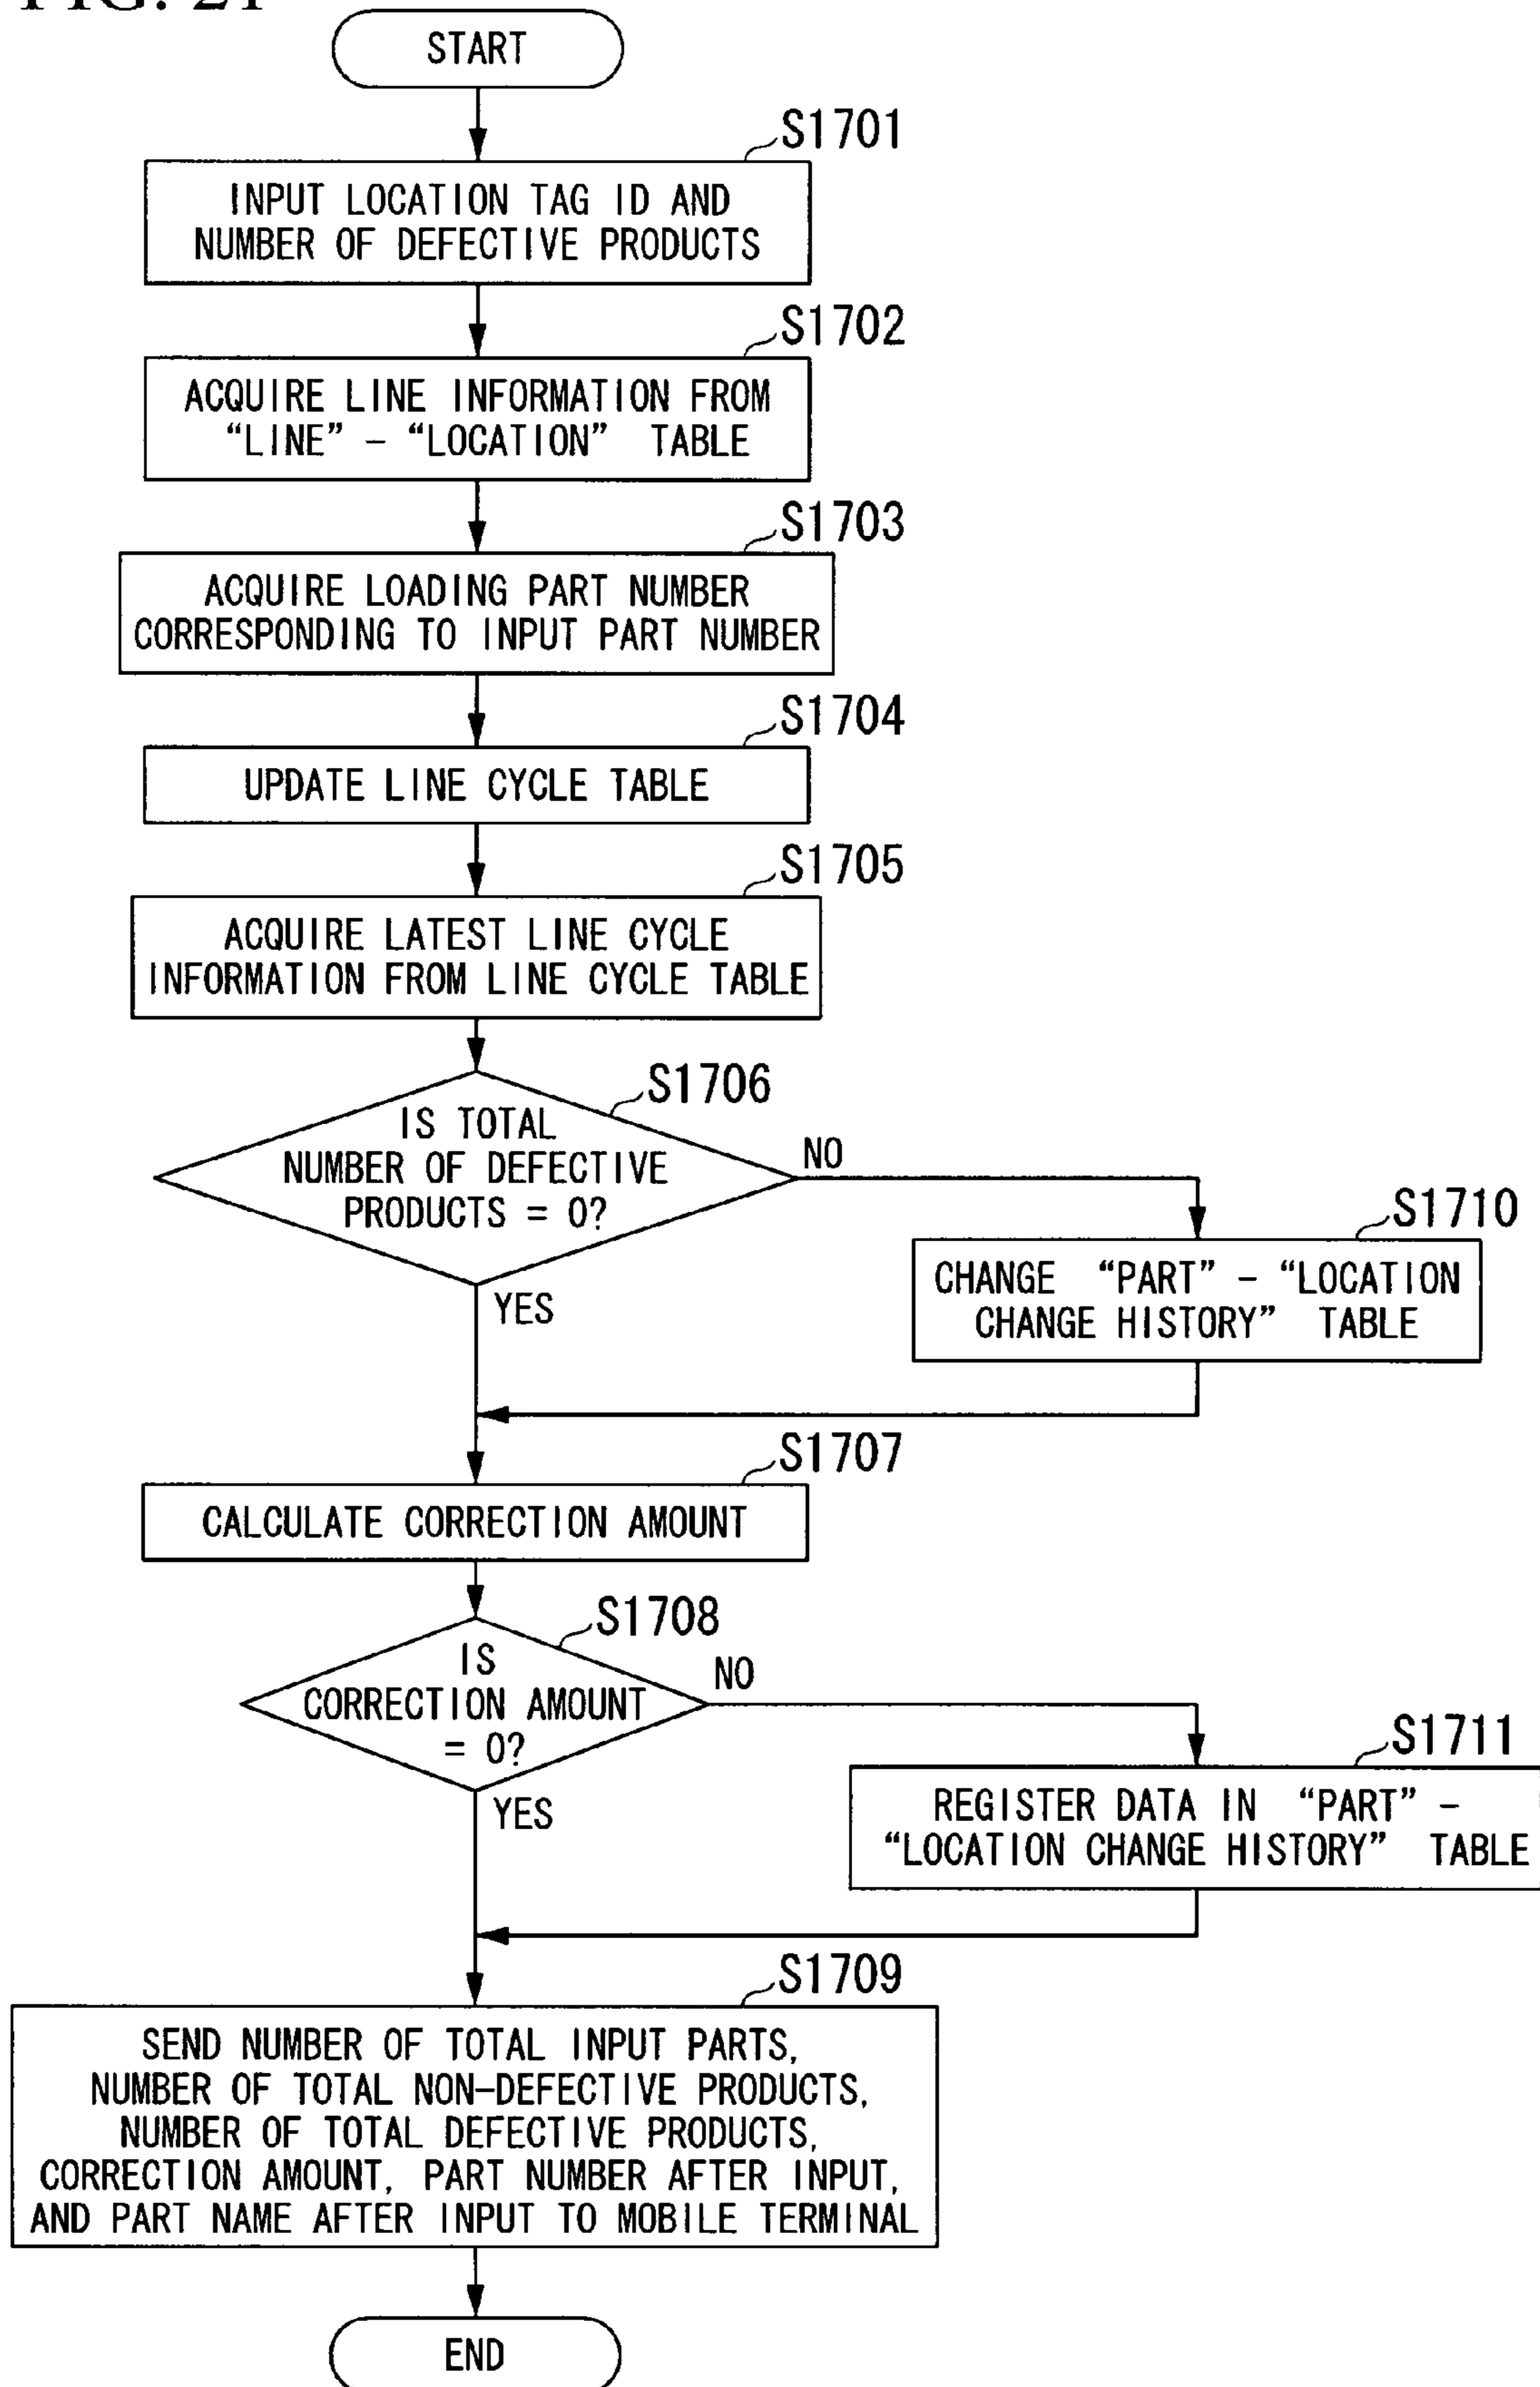 START
S1701
INPUT LOCATION TAG ID AND
NUMBER OF DEFECTIVE PRODUCTS
S1702
ACQUIRE LINE INFORMATION FROM
“LINE” – “LOCATION” TABLE
S1703
ACQUIRE LOADING PART NUMBER
CORRESPONDING TO INPUT PART NUMBER
S1704
UPDATE LINE CYCLE TABLE
S1705
ACQUIRE LATEST LINE CYCLE
INFORMATION FROM LINE CYCLE TABLE
S1706
IS TOTAL
NUMBER OF DEFECTIVE
PRODUCTS = 0?
NO
YES
S1710
CHANGE “PART” – “LOCATION
CHANGE HISTORY” TABLE
S1707
CALCULATE CORRECTION AMOUNT
S1708
IS
CORRECTION AMOUNT
= 0?
NO
YES
S1711
REGISTER DATA IN “PART” –
“LOCATION CHANGE HISTORY” TABLE
S1709
SEND NUMBER OF TOTAL INPUT PARTS,
NUMBER OF TOTAL NON-DEFECTIVE PRODUCTS,
NUMBER OF TOTAL DEFECTIVE PRODUCTS,
CORRECTION AMOUNT, PART NUMBER AFTER INPUT,
AND PART NAME AFTER INPUT TO MOBILE TERMINAL
END